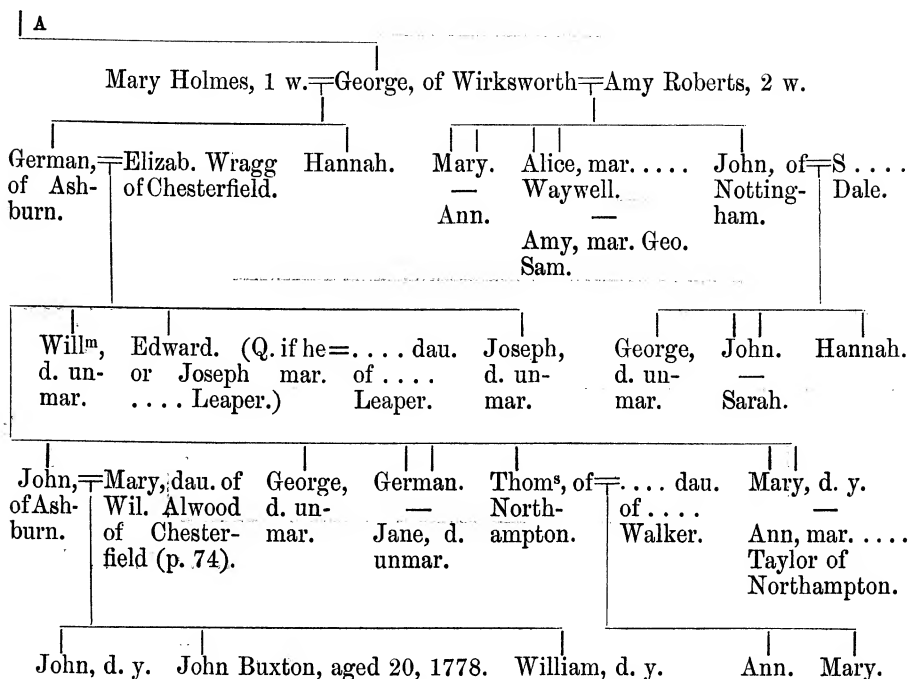 A
Mary Holmes, 1 w.=George, of Wirksworth=Amy Roberts, 2 w.
German,=Elizab. Wragg Hannah. Mary. Alice, mar. . . . . John, of=S . . . .
of Ash- of Chesterfield. — Waywell. Notting- Dale.
burn. Ann. — ham.
Amy, mar. Geo.
Sam.
Willᵐ, Edward. (Q. if he=. . . . dau. Joseph, George, John. Hannah.
d. un- or Joseph mar. of . . . . d. un- d. un- —
mar. . . . . Leaper.) Leaper. mar. mar. Sarah.
John,=Mary, dau. of George, German. Thomˢ, of=. . . . dau. Mary, d. y.
of Ash- Wil. Alwood d. un- — North- of . . . . —
burn. of Chester- mar. Jane, d. ampton. Walker. Ann, mar. . . . .
field (p. 74). unmar. Taylor of
Northampton.
John, d. y. John Buxton, aged 20, 1778. William, d. y. Ann. Mary.